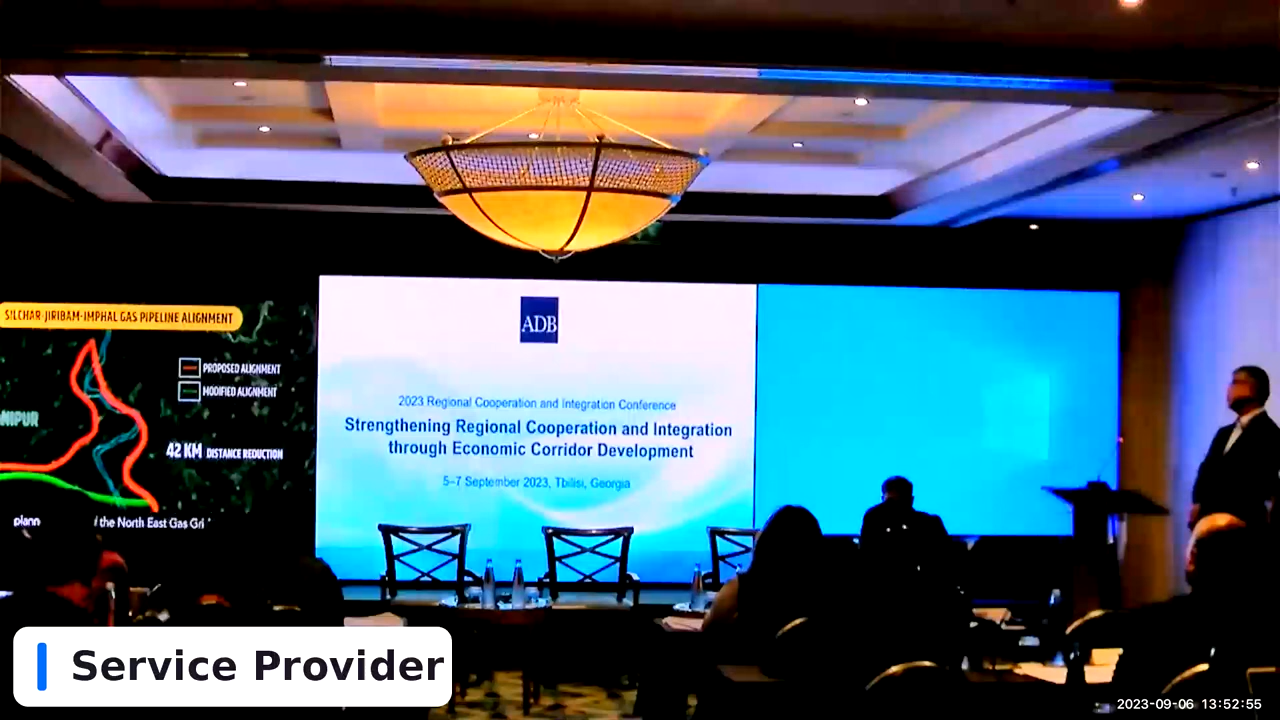 SILCHAR-JIRIBAM-IMPHAL GAS PIPELINE ALIGNMENT
PROPOSED ALIGNMENT
MODIFIED ALIGNMENT
NIPUR
42 KM DISTANCE REDUCTION
plann
the North East Gas Gri
ADB
2023 Regional Cooperation and Integration Conference
Strengthening Regional Cooperation and Integration
through Economic Corridor Development
5–7 September 2023, Tbilisi, Georgia
Service Provider
2023-09-06 13:52:55